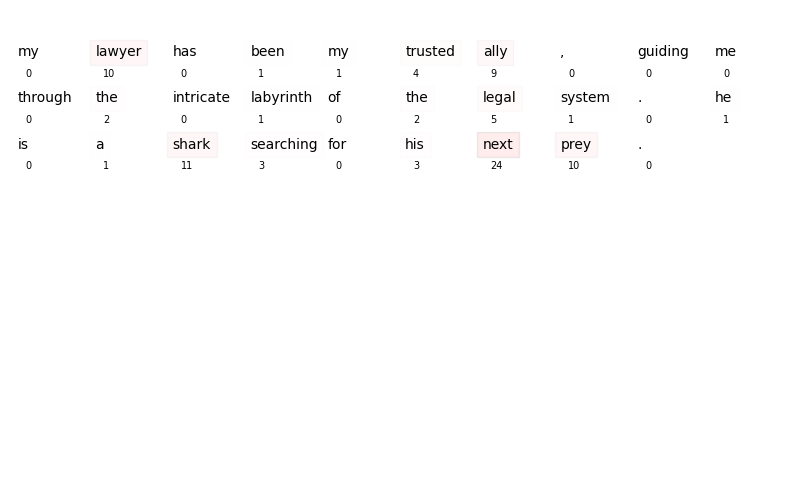 my lawyer has been my trusted ally , guiding me
0 10 0 1 1 4 9 0 0 0
through the intricate labyrinth of the legal system . he
0 2 0 1 0 2 5 1 0 1
is a shark searching for his next prey .
0 1 11 3 0 3 24 10 0